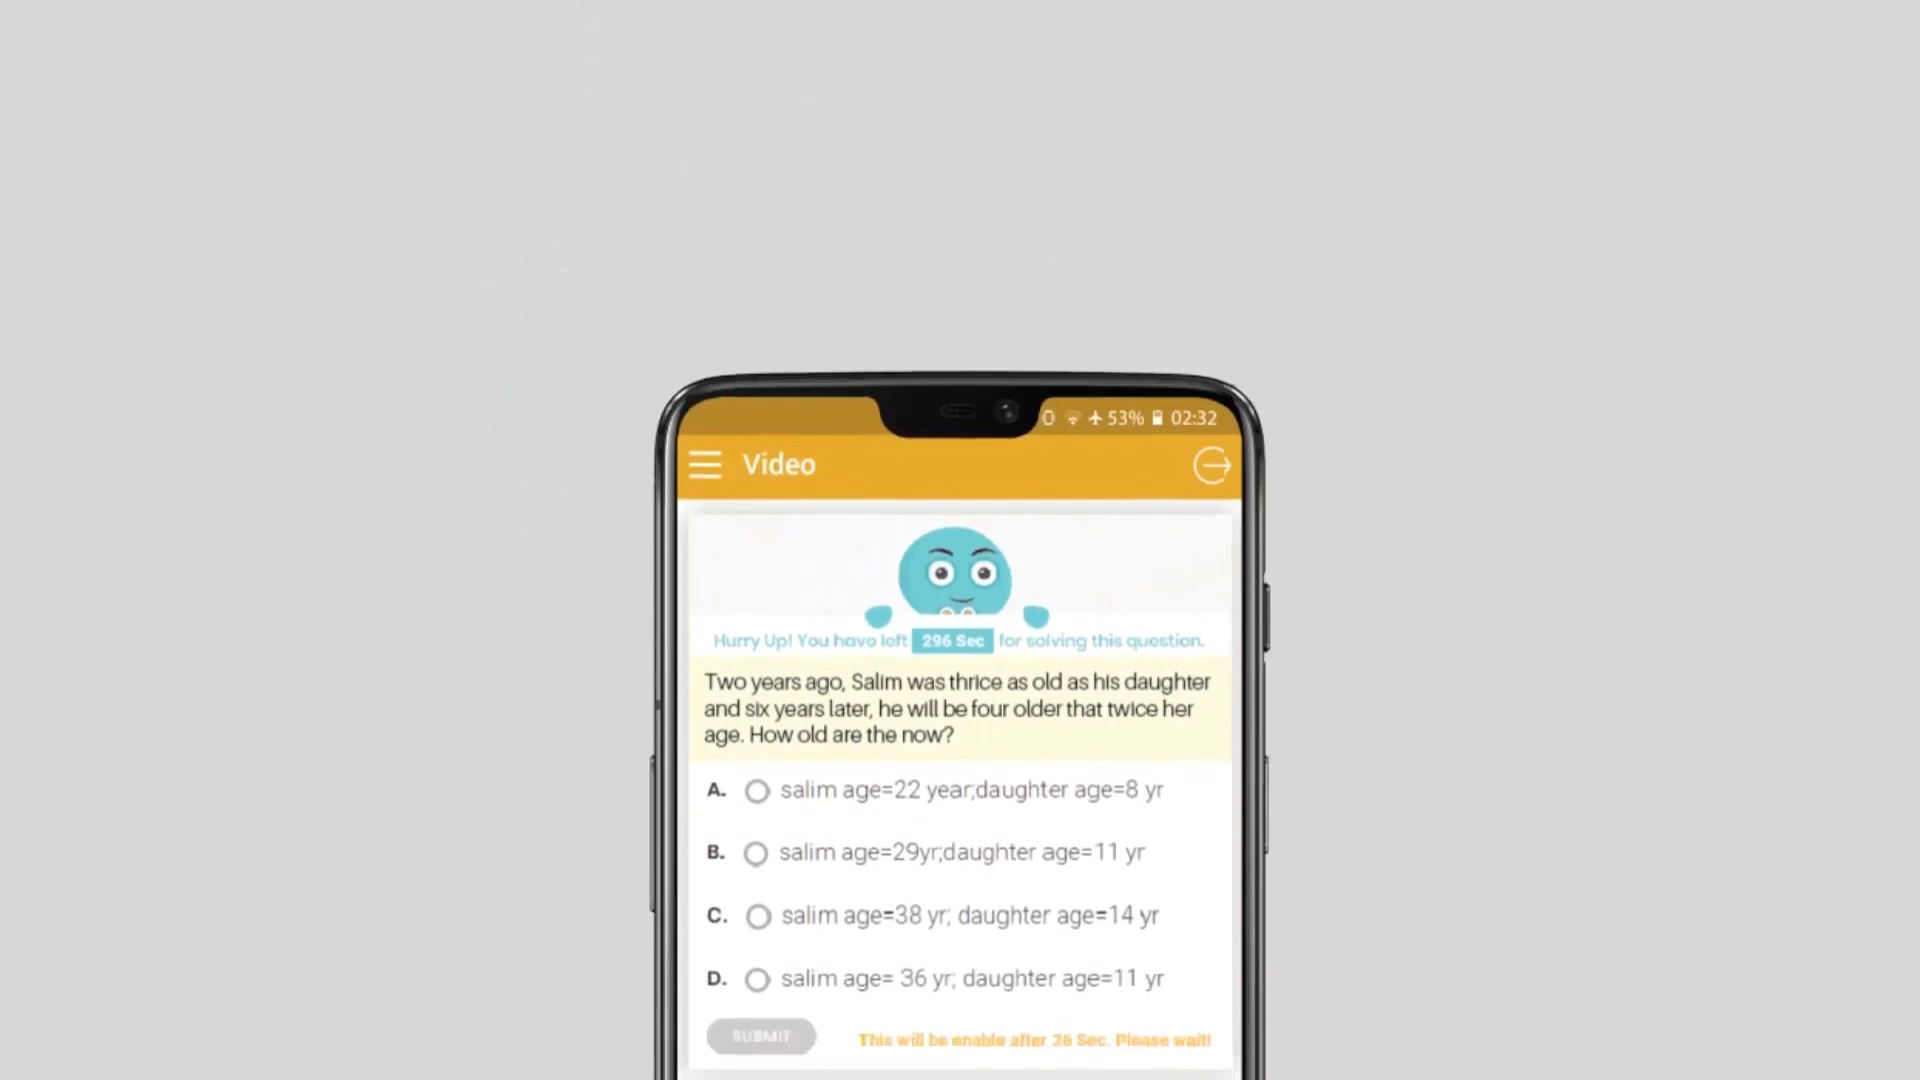 53% 02:32
Video
Hurry Up! You have left 296 Sec for solving this question.
Two years ago, Salim was thrice as old as his daughter
and six years later, he will be four older that twice her
age. How old are the now?
A. salim age=22 year;daughter age=8 yr
B. salim age=29yr;daughter age=11 yr
C. salim age=38 yr; daughter age=14 yr
D. salim age= 36 yr; daughter age=11 yr
SUBMIT This will be enable after 26 Sec. Please wait!